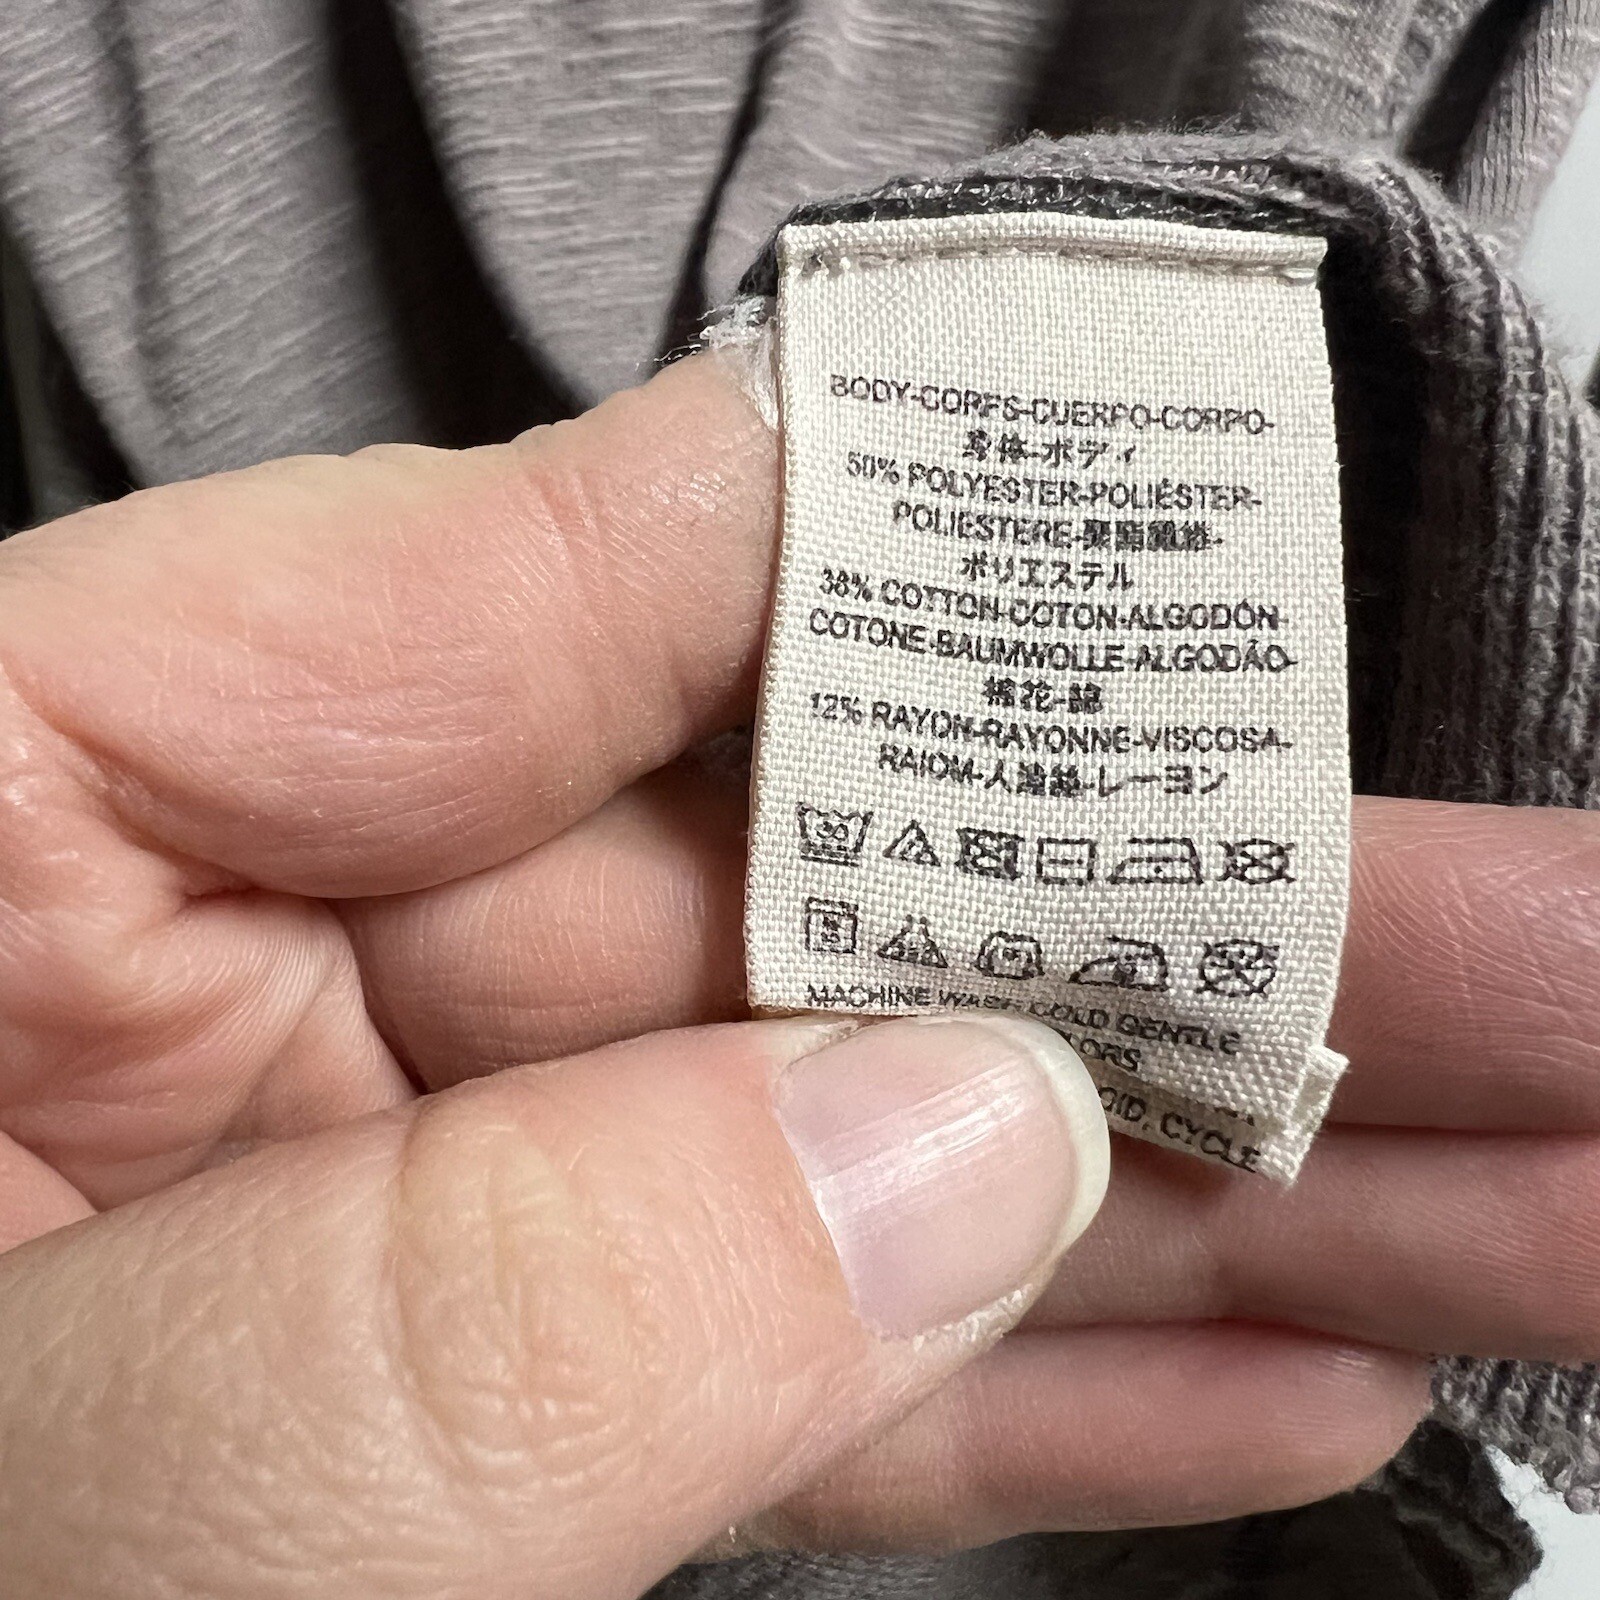 BODY-CORPS-CUERPO-CORPO-
身体-ボディ
50% POLYESTER-POLIÉSTER-
POLIESTERE-聚酯纖維-
ポリエステル
38% COTTON-COTON-ALGODÓN-
COTONE-BAUMWOLLE-ALGODÃO-
棉花-綿
12% RAYON-RAYONNE-VISCOSA-
RAIOM-人造絲-レーヨン
30
MACHINE WASH COLD GENTLE
CYCLE